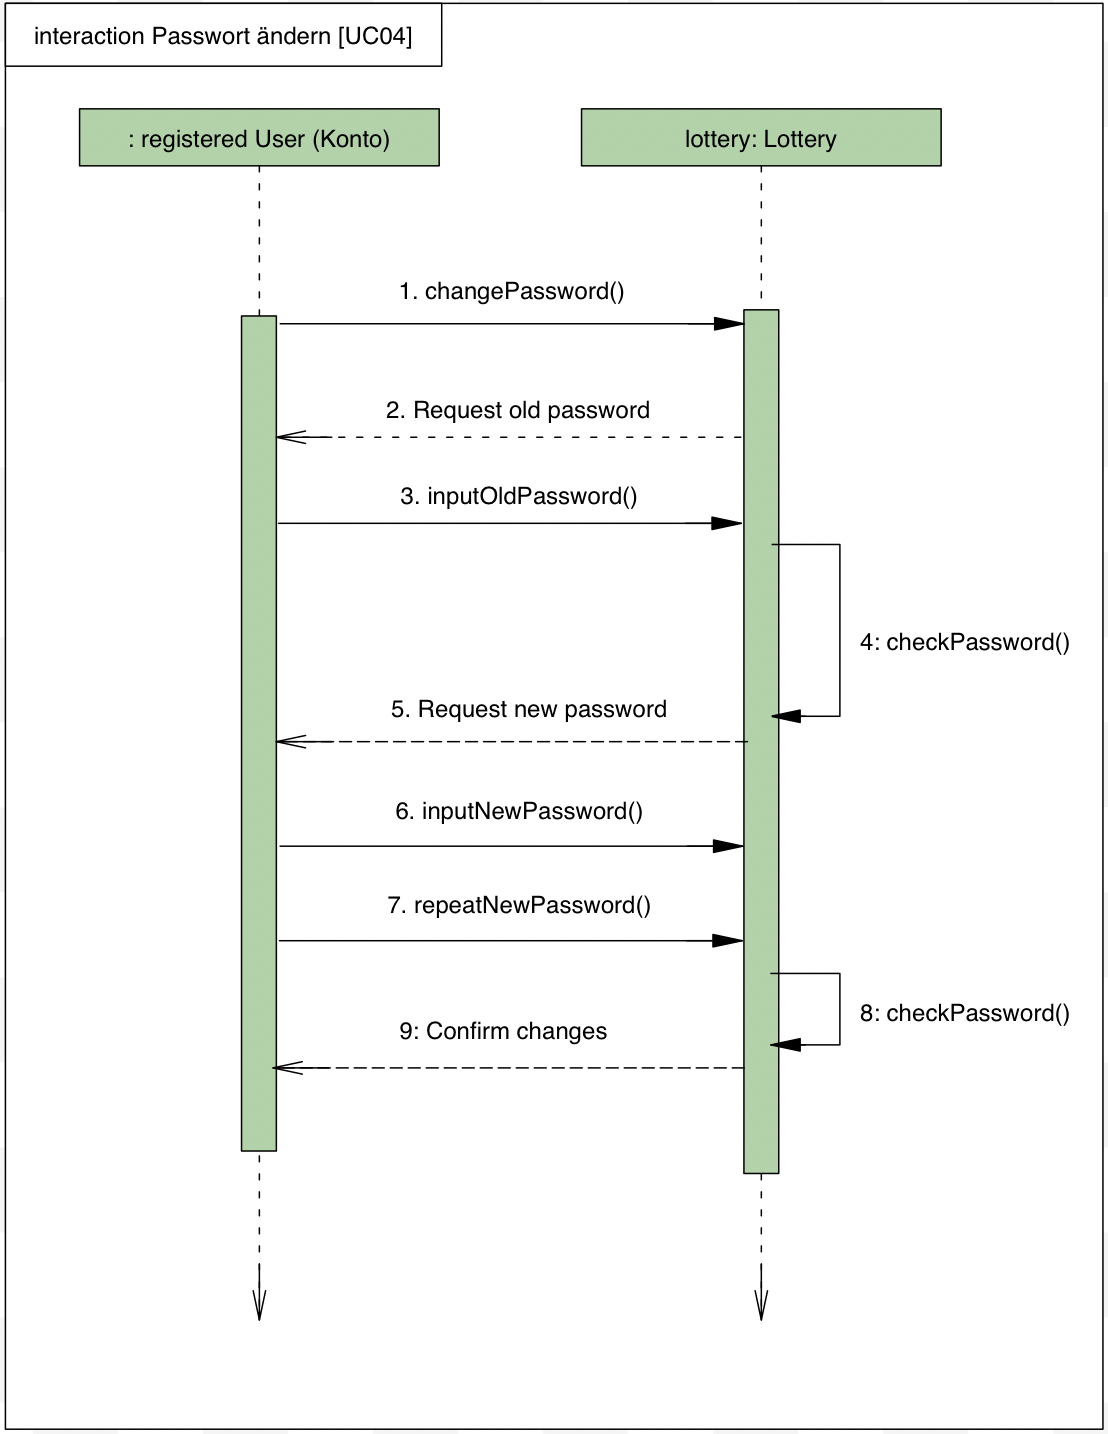 interaction Passwort ändern [UC04]
: registered User (Konto)
lottery: Lottery
1. changePassword()
2. Request old password
3. inputOldPassword()
4: checkPassword()
5. Request new password
6. inputNewPassword()
7. repeatNewPassword()
8: checkPassword()
9: Confirm changes